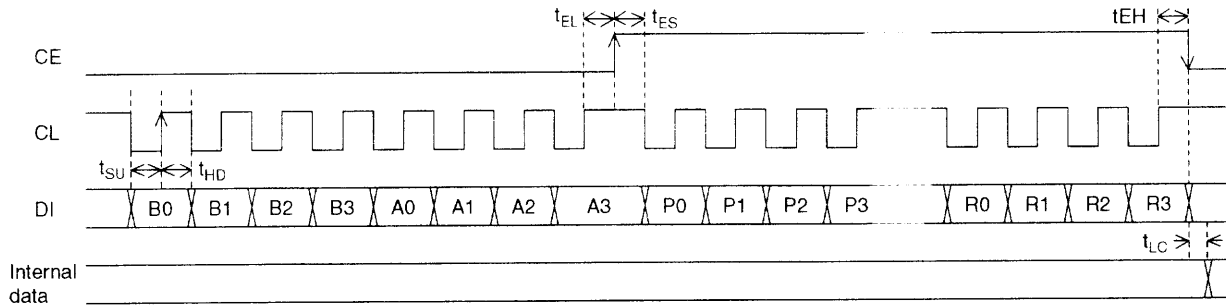 tEL tES tEH
CE
CL
tSU tHD
DI B0 B1 B2 B3 A0 A1 A2 A3 P0 P1 P2 P3 R0 R1 R2 R3
tLC
Internal
data